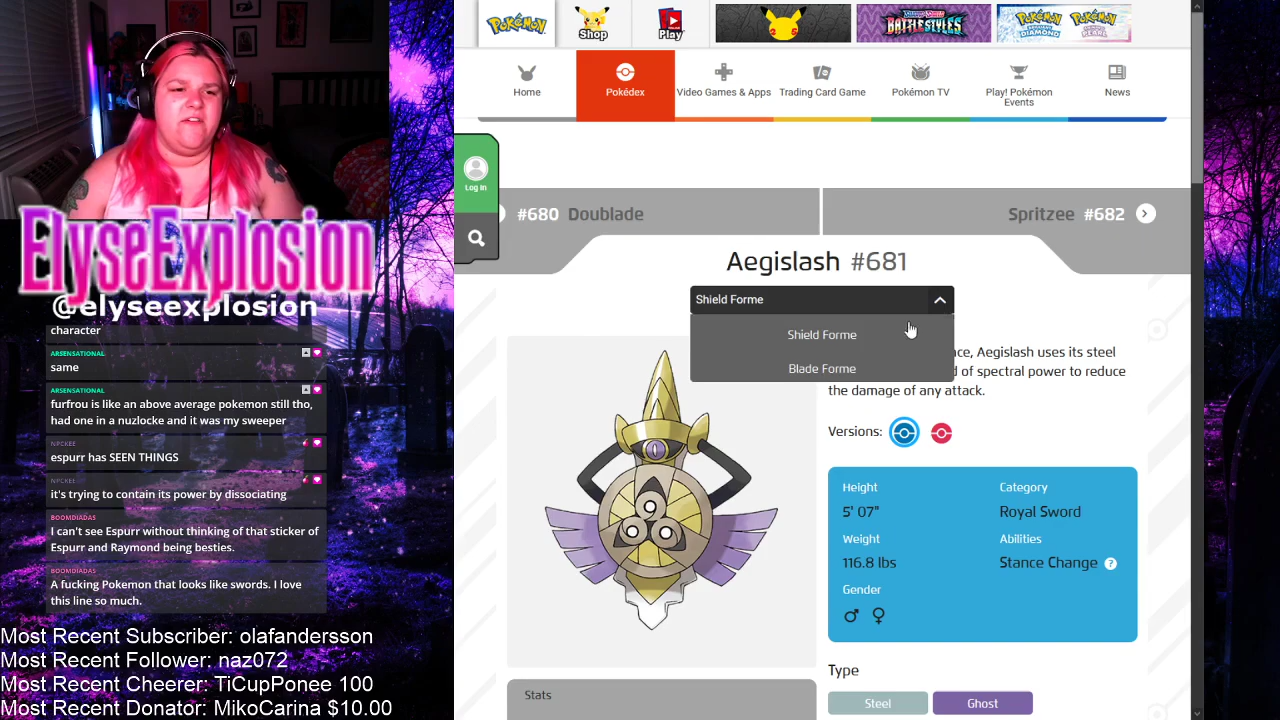 Pokémon
Shop
Play
25
BATTLE STYLES
POKÉMON
DIAMOND
POKÉMON
PEARL
Home
Pokédex
Video Games & Apps
Trading Card Game
Pokémon TV
Play! Pokémon
Events
News
Log In
#680 Doublade
Spritzee #682
Aegislash #681
Shield Forme
Shield Forme
Blade Forme
ce, Aegislash uses its steel
d of spectral power to reduce
the damage of any attack.
Versions:
Height
5' 07"
Category
Royal Sword
Weight
116.8 lbs
Abilities
Stance Change ?
Gender
Type
Steel
Ghost
Stats
ElyseExplosion
@elyseexplosion
character
ARSENSATIONAL
same
ARSENSATIONAL
furfrou is like an above average pokemon still tho,
had one in a nuzlocke and it was my sweeper
NPCKEE
espurr has SEEN THINGS
NPCKEE
it's trying to contain its power by dissociating
BOOMDIADAS
I can't see Espurr without thinking of that sticker of
Espurr and Raymond being besties.
BOOMDIADAS
A fucking Pokemon that looks like swords. I love
this line so much.
Most Recent Subscriber: olafandersson
Most Recent Follower: naz072
Most Recent Cheerer: TiCupPonee 100
Most Recent Donator: MikoCarina $10.00